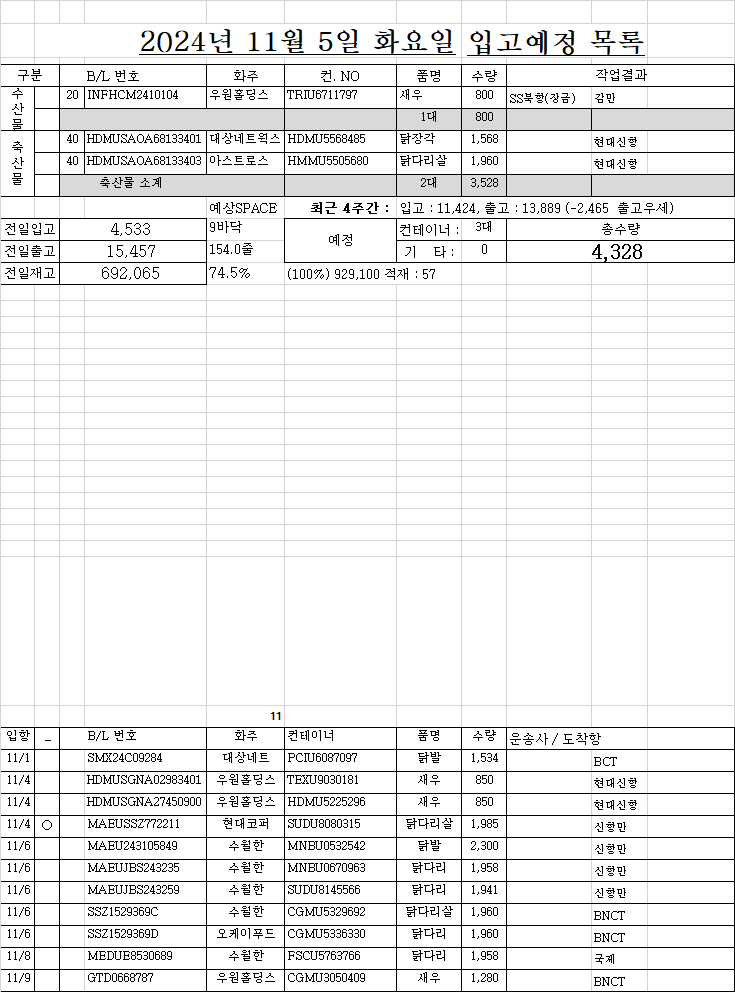 2024년 11월 5일 화요일 입고예정 목록
구분 B/L 번호 화주 컨. NO 품명 수량 작업결과
수산물 20 INFHCM2410104 우원홀딩스 TRIU6711797 새우 800 SS북항(장금) 감만
1대 800
축산물 40 HDMUSAOA68133401 대상네트웍스 HDMU5568485 닭장각 1,568 현대신항
40 HDMUSAOA68133403 아스트로스 HMMU5505680 닭다리살 1,960 현대신항
축산물 소계 2대 3,528
예상SPACE 최근 4주간 : 입고 : 11,424, 출고 : 13,889 (-2,465 출고우세)
전일입고 4,533 9바닥 예정 컨테이너 : 3대 총수량
전일출고 15,457 154.0줄 기 타 : 0 4,328
전일재고 692,065 74.5% (100%) 929,100 적재 : 57
11
입항 _ B/L 번호 화주 컨테이너 품명 수량 운송사 / 도착항
11/1 SMX24C09284 대상네트 PCIU6087097 닭발 1,534 BCT
11/4 HDMUSGNA02983401 우원홀딩스 TEXU9030181 새우 850 현대신항
11/4 HDMUSGNA27450900 우원홀딩스 HDMU5225296 새우 850 현대신항
11/4 ○ MAEUSSZ772211 현대코퍼 SUDU8080315 닭다리살 1,985 신항만
11/6 MAEU243105849 수월한 MNBU0532542 닭발 2,300 신항만
11/6 MAEUJBS243235 수월한 MNBU0670963 닭다리 1,958 신항만
11/6 MAEUJBS243259 수월한 SUDU8145566 닭다리 1,941 신항만
11/6 SSZ1529369C 수월한 CGMU5329692 닭다리살 1,960 BNCT
11/6 SSZ1529369D 오케이푸드 CGMU5336330 닭다리 1,960 BNCT
11/8 MEDUE8530689 수월한 FSCU5763766 닭다리 1,958 국제
11/9 GTD0668787 우원홀딩스 CGMU3050409 새우 1,280 BNCT